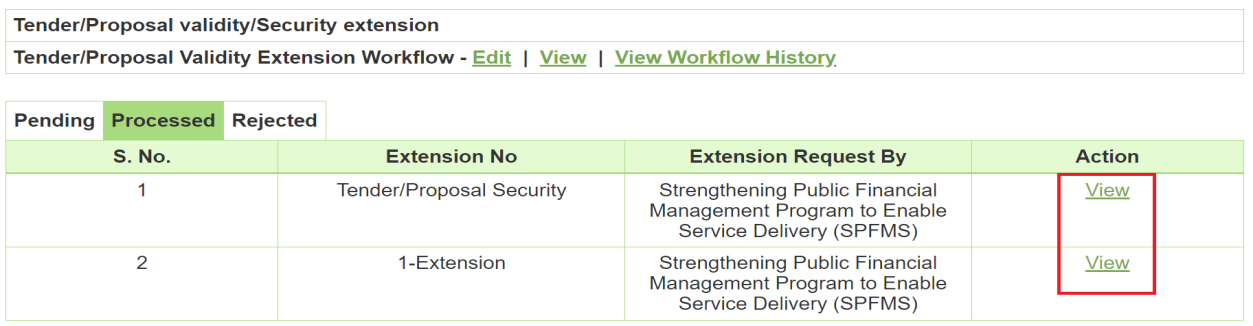 Tender/Proposal validity/Security extension
Tender/Proposal Validity Extension Workflow - Edit | View | View Workflow History
Pending Processed Rejected
S. No. Extension No Extension Request By Action
1 Tender/Proposal Security Strengthening Public Financial View
Management Program to Enable
Service Delivery (SPFMS)
2 1-Extension Strengthening Public Financial View
Management Program to Enable
Service Delivery (SPFMS)